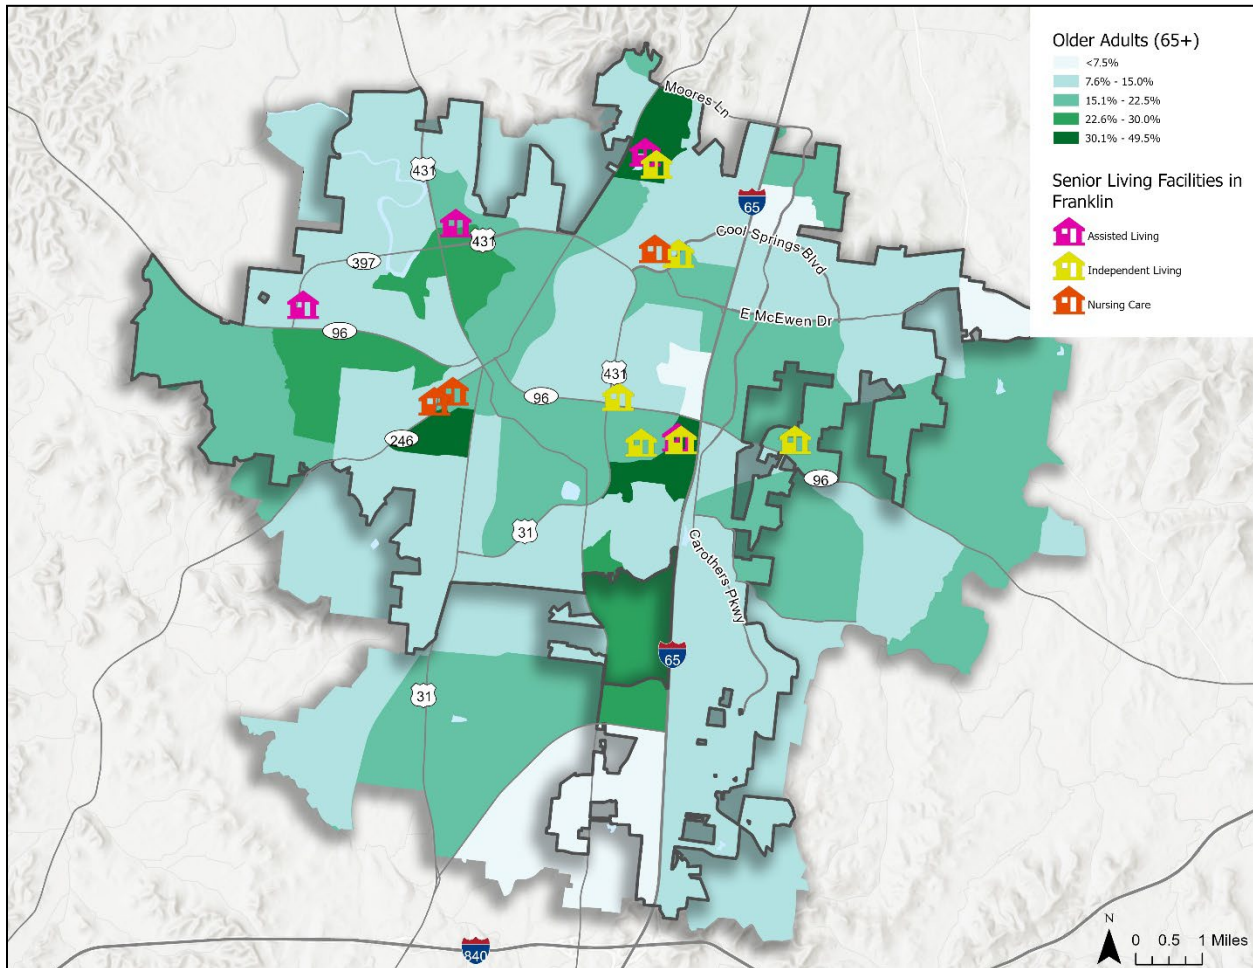 Older Adults (65+)
<7.5%
7.6% - 15.0%
15.1% - 22.5%
22.6% - 30.0%
30.1% - 49.5%
Senior Living Facilities in
Franklin
Assisted Living
Independent Living
Nursing Care
Moores Ln
431
65
431
Cool Springs Blvd
397
E McEwen Dr
96
431
96
246
96
31
Carothers Pkwy
65
31
N
0 0.5 1 Miles
840